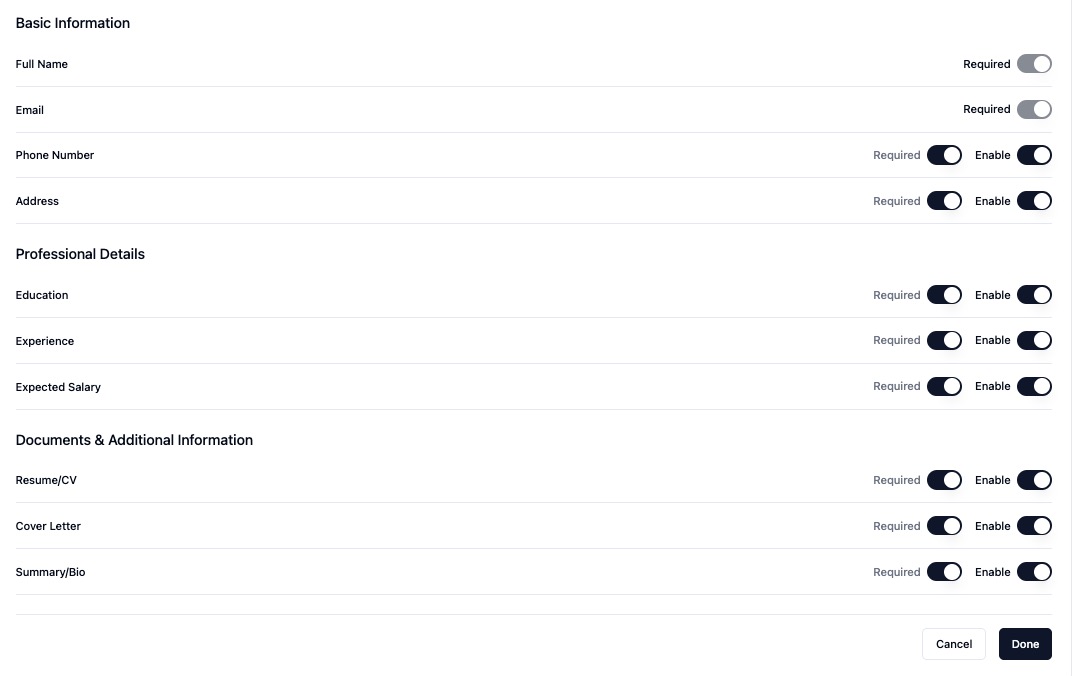 Basic Information
Full Name Required
Email Required
Phone Number Required Enable
Address Required Enable
Professional Details
Education Required Enable
Experience Required Enable
Expected Salary Required Enable
Documents & Additional Information
Resume/CV Required Enable
Cover Letter Required Enable
Summary/Bio Required Enable
Cancel Done